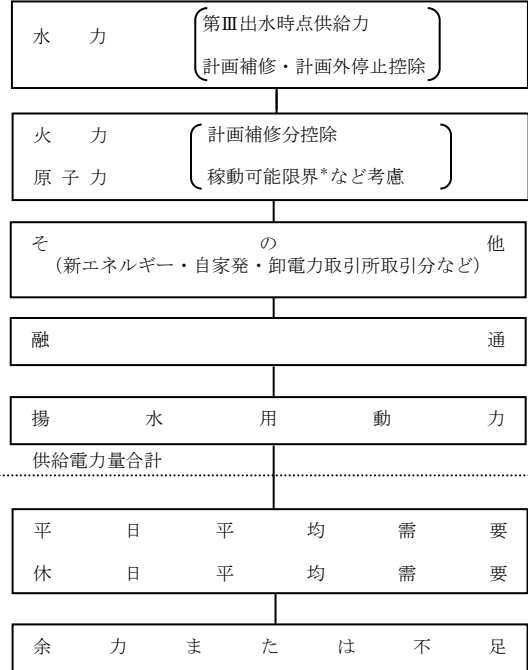 水力
第Ⅲ出水時点供給力
計画補修・計画外停止控除
火力
計画補修分控除
原子力
稼動可能限界*など考慮
その他
（新エネルギー・自家発・卸電力取引所取引分など）
融通
揚水用動力
供給電力量合計
平日平均需要
休日平均需要
余力または不足